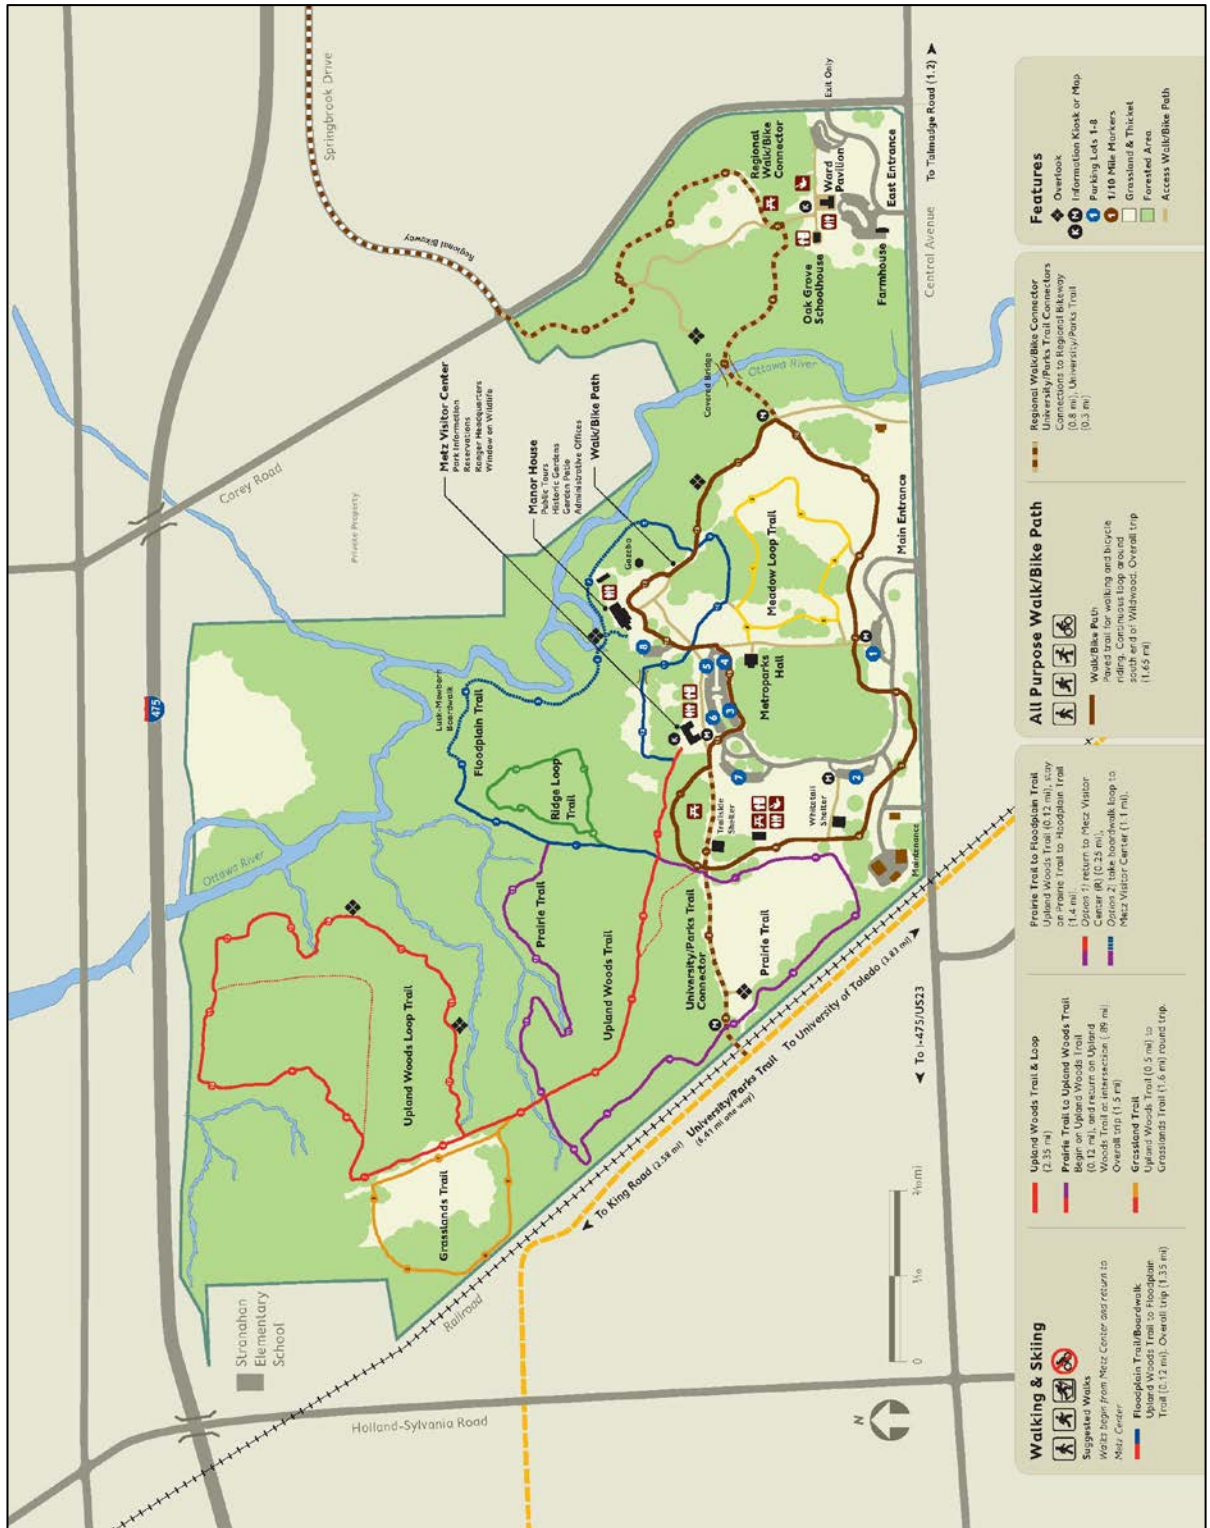 475
Springbrook Drive
Regional Bikeway
Corey Road
Private Property
Ottawa River
Central Avenue
To Talmadge Road (1.2)
Exit Only
Regional
Walk/Bike
Connector
Ward
Pavilion
East Entrance
Oak Grove
Schoolhouse
Farmhouse
Covered Bridge
Ottawa River
Metz Visitor Center
Park Information
Reservations
Ranger Headquarters
Window on Wildlife
Manor House
Public Tours
Historic Gardens
Garden Patio
Administrative Offices
Walk/Bike Path
Gazebo
Meadow Loop Trail
Main Entrance
Metroparks
Hall
Lusk-Mewborn
Boardwalk
Floodplain Trail
Ridge Loop
Trail
Trailside
Shelter
Whitetail
Shelter
Maintenance
Prairie Trail
Upland Woods Trail
University/Parks Trail
Connector
Prairie Trail
Upland Woods Loop Trail
Grasslands Trail
Stranahan
Elementary
School
Railroad
Holland-Sylvania Road
To King Road (2.58 mi)
University/Parks Trail
(6.41 mi one way)
To University of Toledo (3.83 mi)
To I-475/US23
N
0
1/10
2/10mi
1
2
3
4
5
6
7
8
K
M
Walking & Skiing
Suggested Walks
Walks begin from Metz Center and return to
Metz Center.
Floodplain Trail/Boardwalk
Upland Woods Trail to Floodplain
Trail (0.12 mi). Overall trip (1.35 mi)
Upland Woods Trail & Loop
(2.35 mi)
Prairie Trail to Upland Woods Trail
Begin on Upland Woods Trail
(0.12 mi), and return on Upland
Woods Trail at intersection (.89 mi)
Overall trip (1.5 mi)
Grassland Trail
Upland Woods Trail (0.5 mi) to
Grasslands Trail (1.6 mi) round trip.
Prairie Trail to Floodplain Trail
Upland Woods Trail (0.12 mi), stay
on Prairie Trail to Floodplain Trail
(1.4 mi).
Option 1) return to Metz Visitor
Center (R) (0.25 mi),
Option 2) take boardwalk loop to
Metz Visitor Center (1.1 mi).
All Purpose Walk/Bike Path
Walk/Bike Path
Paved trail for walking and bicycle
riding. Continuous loop around
south end of Wildwood. Overall trip
(1.65 mi)
Regional Walk/Bike Connector
University/Parks Trail Connectors
Connections to Regional Bikeway
(0.8 mi), University/Parks Trail
(0.3 mi)
Features
Overlook
K M Information Kiosk or Map
1 Parking Lots 1-8
1 1/10 Mile Markers
Grassland & Thicket
Forested Area
Access Walk/Bike Path